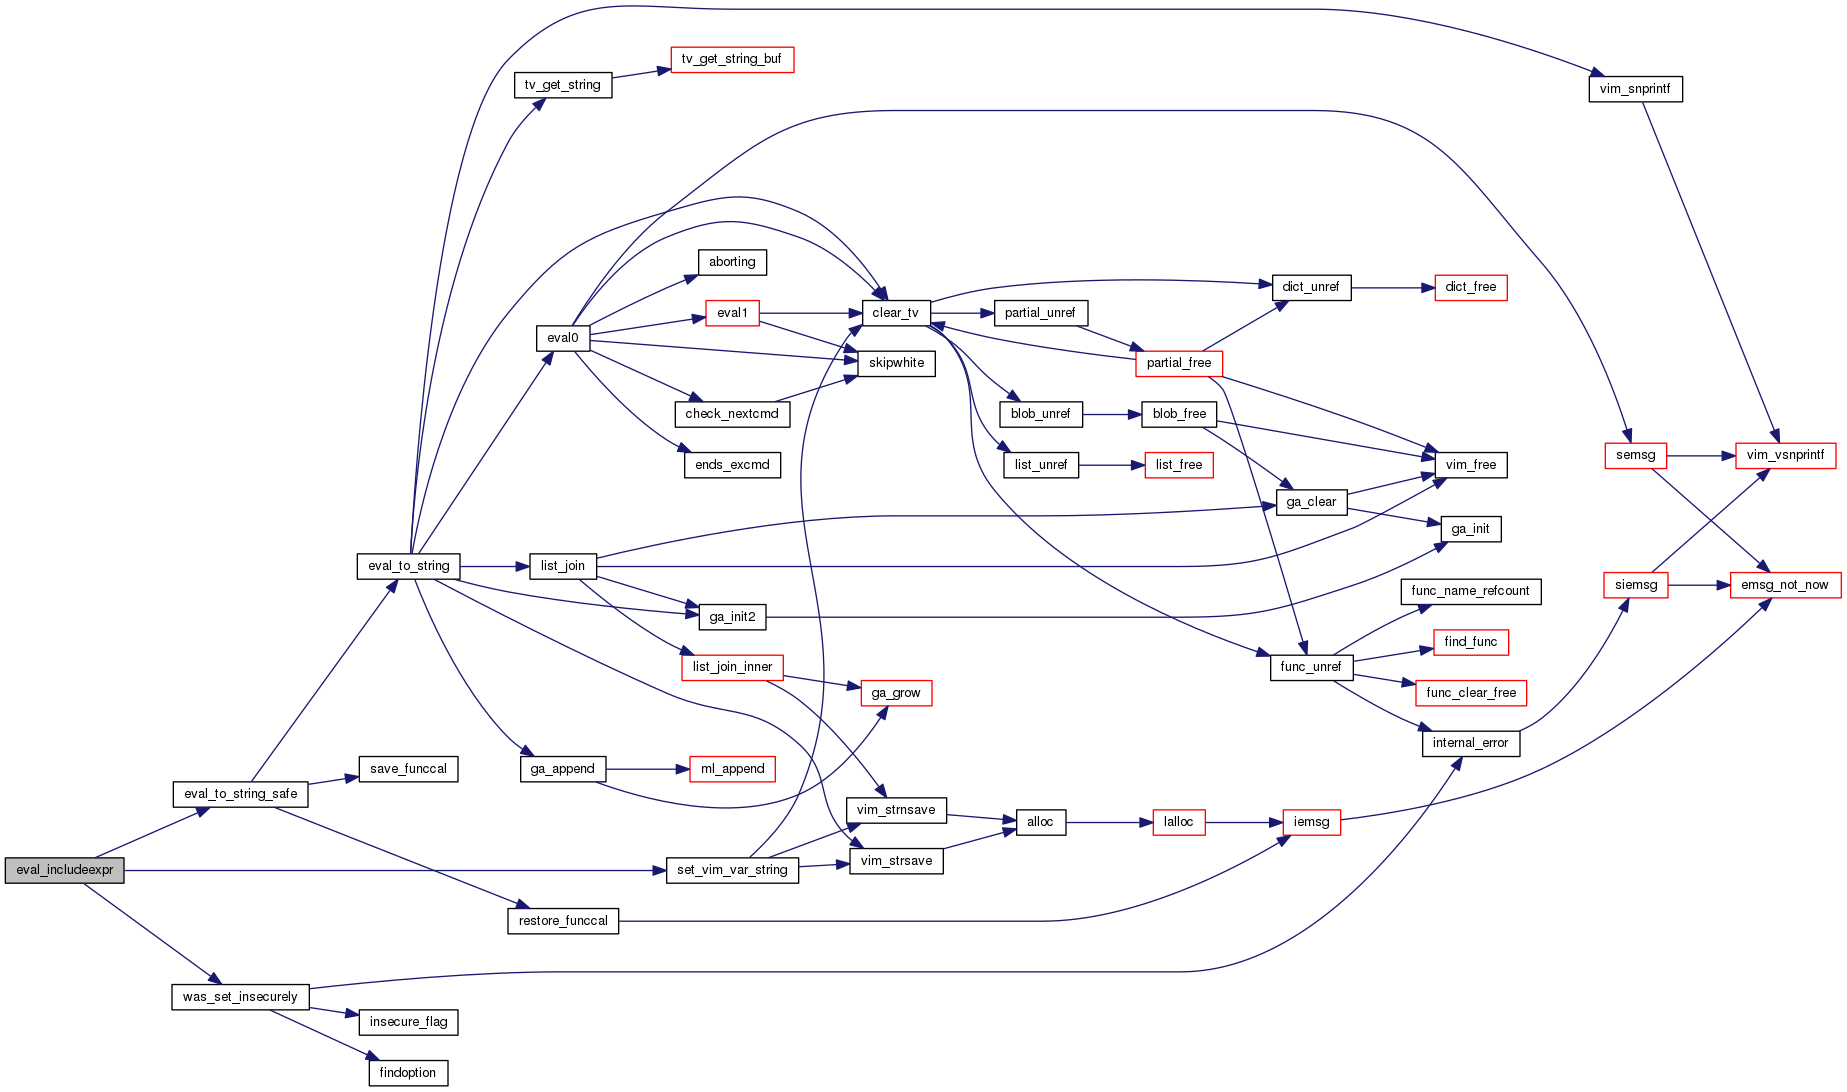 eval_includeexpr
eval_to_string_safe
was_set_insecurely
eval_to_string
save_funccal
insecure_flag
findoption
tv_get_string
eval0
list_join
ga_append
restore_funccal
tv_get_string_buf
aborting
eval1
check_nextcmd
ends_excmd
ga_init2
list_join_inner
ml_append
set_vim_var_string
clear_tv
skipwhite
ga_grow
vim_strnsave
vim_strsave
partial_unref
blob_unref
list_unref
alloc
partial_free
blob_free
list_free
lalloc
dict_unref
ga_clear
func_unref
iemsg
dict_free
vim_free
ga_init
func_name_refcount
find_func
func_clear_free
internal_error
vim_snprintf
semsg
siemsg
vim_vsnprintf
emsg_not_now